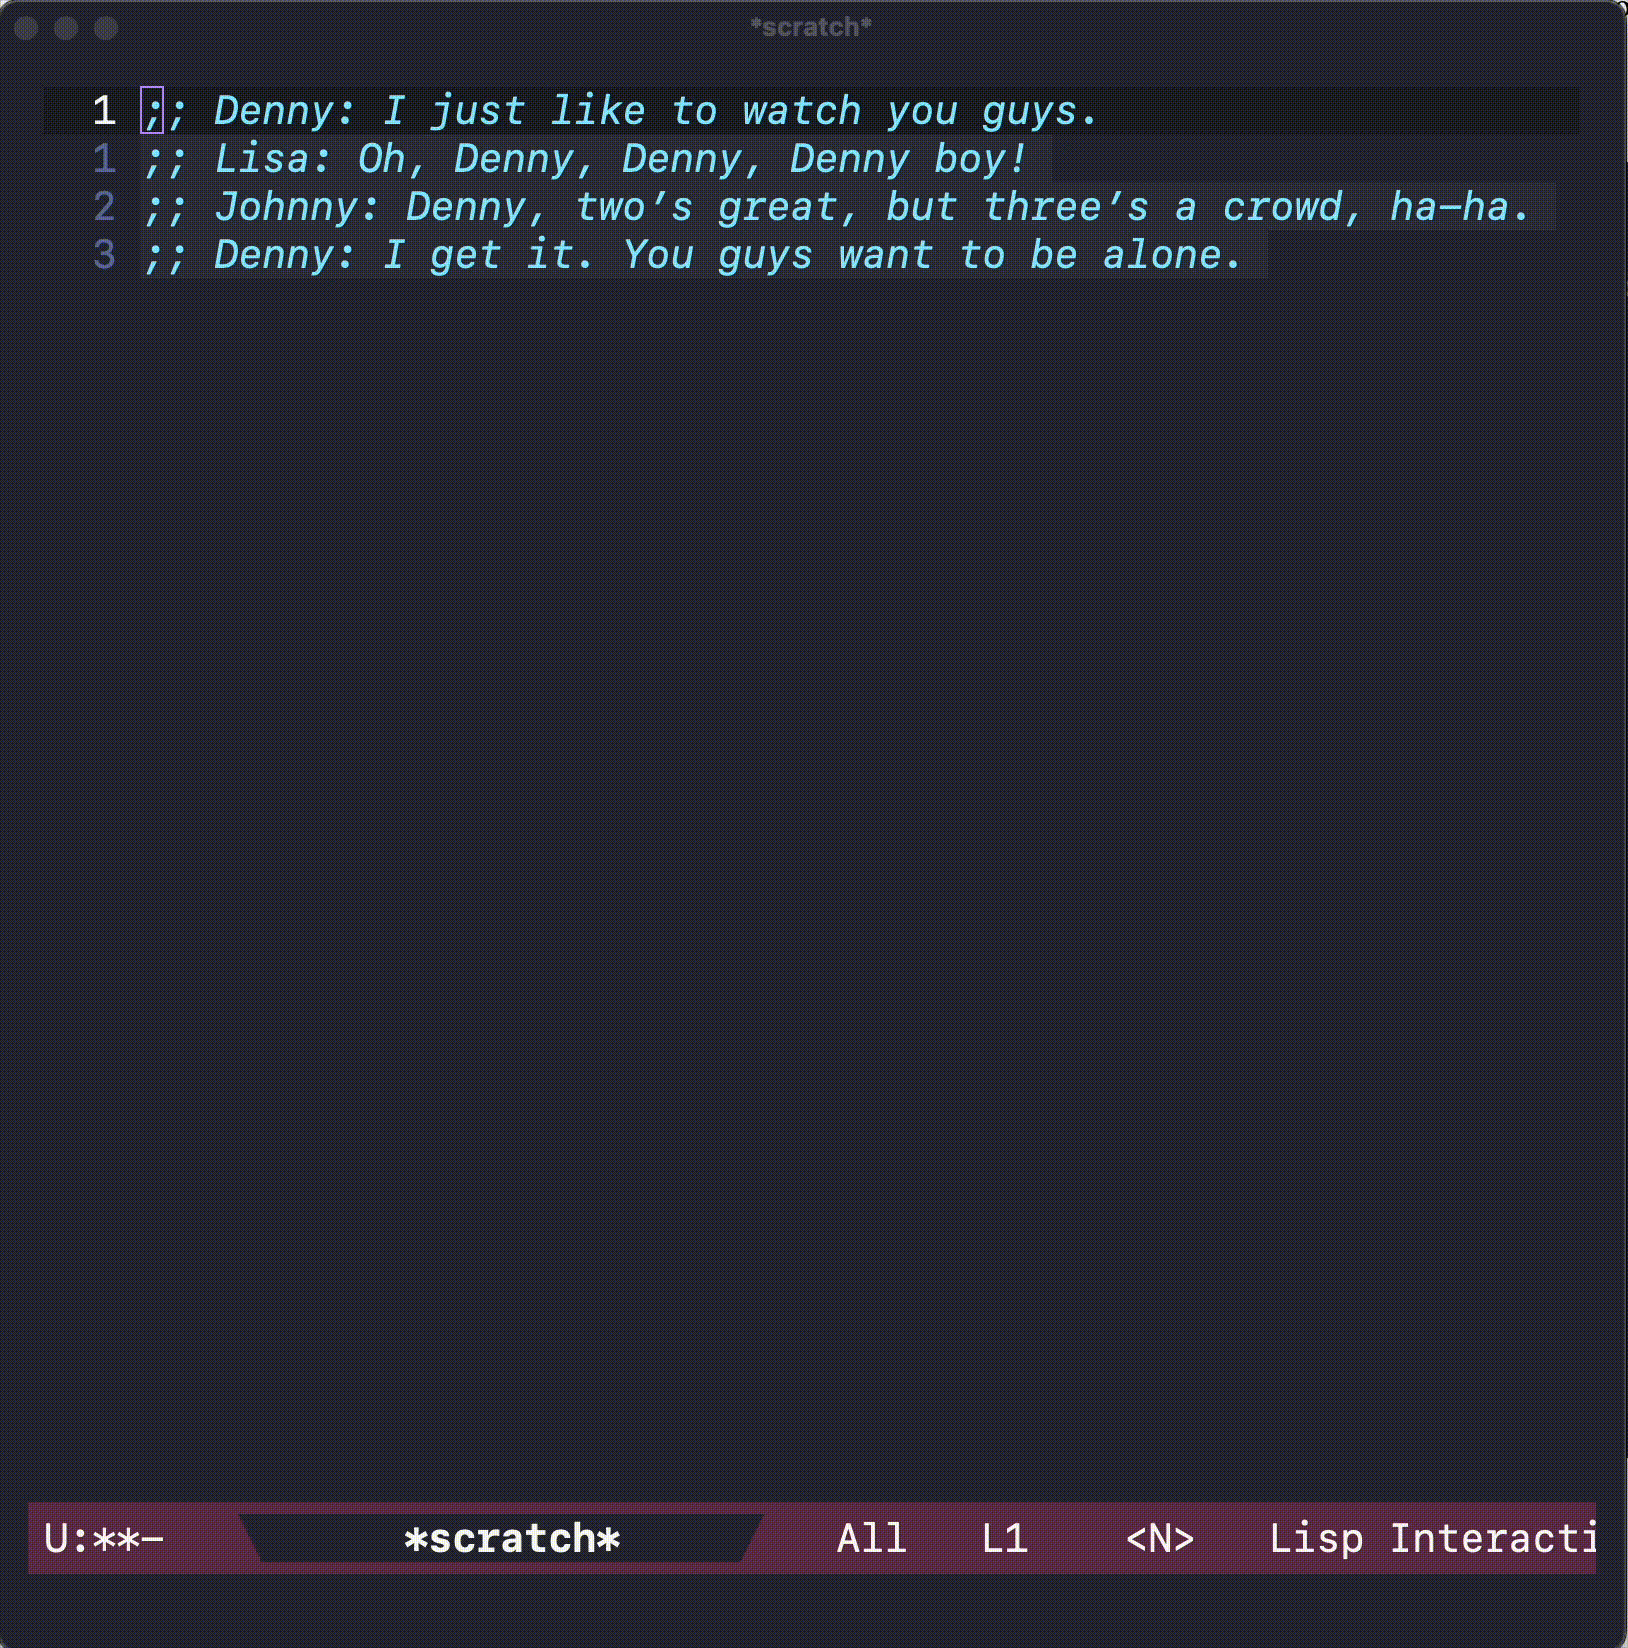 *scratch*
1 ;; Denny: I just like to watch you guys.
1 ;; Lisa: Oh, Denny, Denny, Denny boy!
2 ;; Johnny: Denny, two’s great, but three’s a crowd, ha-ha.
3 ;; Denny: I get it. You guys want to be alone.
U:**- *scratch* All L1 <N> Lisp Interacti